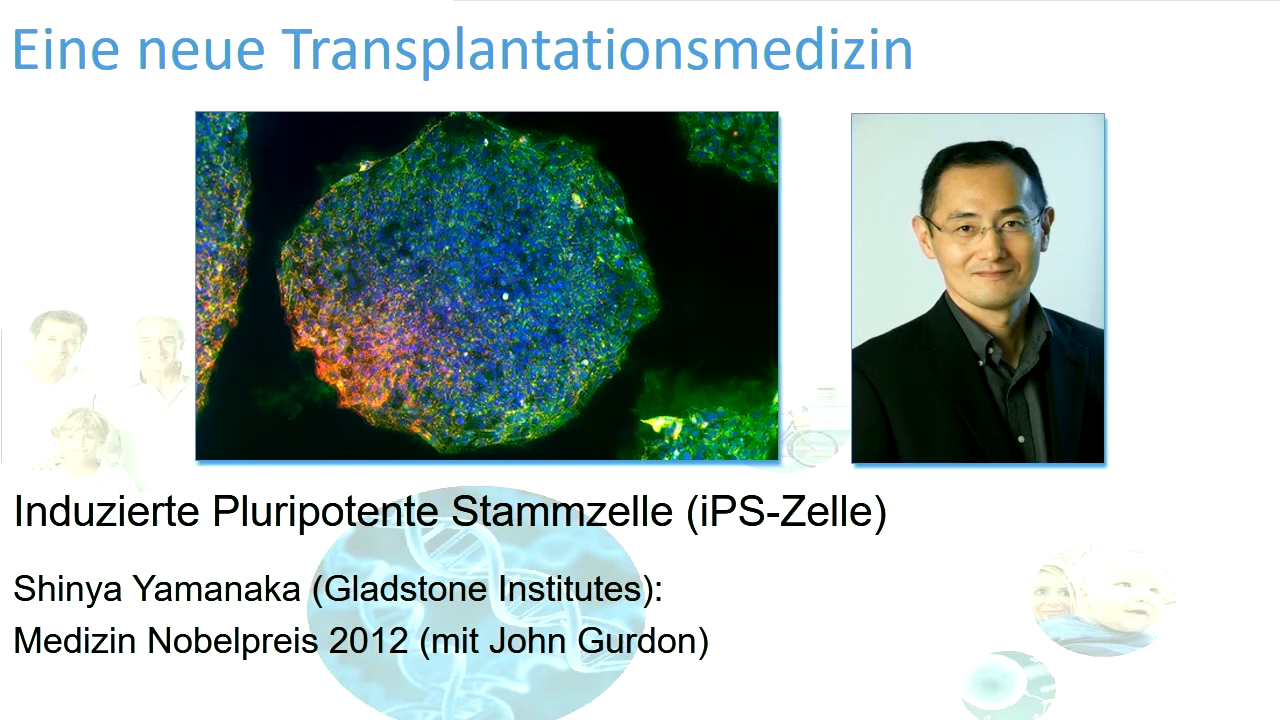 Eine neue Transplantationsmedizin
Induzierte Pluripotente Stammzelle (iPS-Zelle)
Shinya Yamanaka (Gladstone Institutes):
Medizin Nobelpreis 2012 (mit John Gurdon)